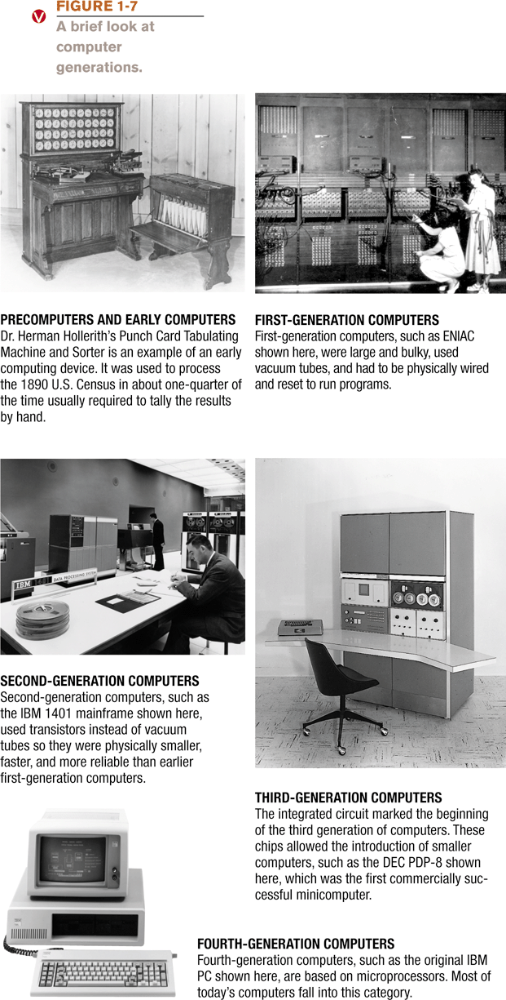 FIGURE 1-7
A brief look at
computer
generations.
PRECOMPUTERS AND EARLY COMPUTERS
Dr. Herman Hollerith’s Punch Card Tabulating
Machine and Sorter is an example of an early
computing device. It was used to process
the 1890 U.S. Census in about one-quarter of
the time usually required to tally the results
by hand.
FIRST-GENERATION COMPUTERS
First-generation computers, such as ENIAC
shown here, were large and bulky, used
vacuum tubes, and had to be physically wired
and reset to run programs.
IBM 1401 DATA PROCESSING SYSTEM
SECOND-GENERATION COMPUTERS
Second-generation computers, such as
the IBM 1401 mainframe shown here,
used transistors instead of vacuum
tubes so they were physically smaller,
faster, and more reliable than earlier
first-generation computers.
THIRD-GENERATION COMPUTERS
The integrated circuit marked the beginning
of the third generation of computers. These
chips allowed the introduction of smaller
computers, such as the DEC PDP-8 shown
here, which was the first commercially suc-
cessful minicomputer.
FOURTH-GENERATION COMPUTERS
Fourth-generation computers, such as the original IBM
PC shown here, are based on microprocessors. Most of
today’s computers fall into this category.